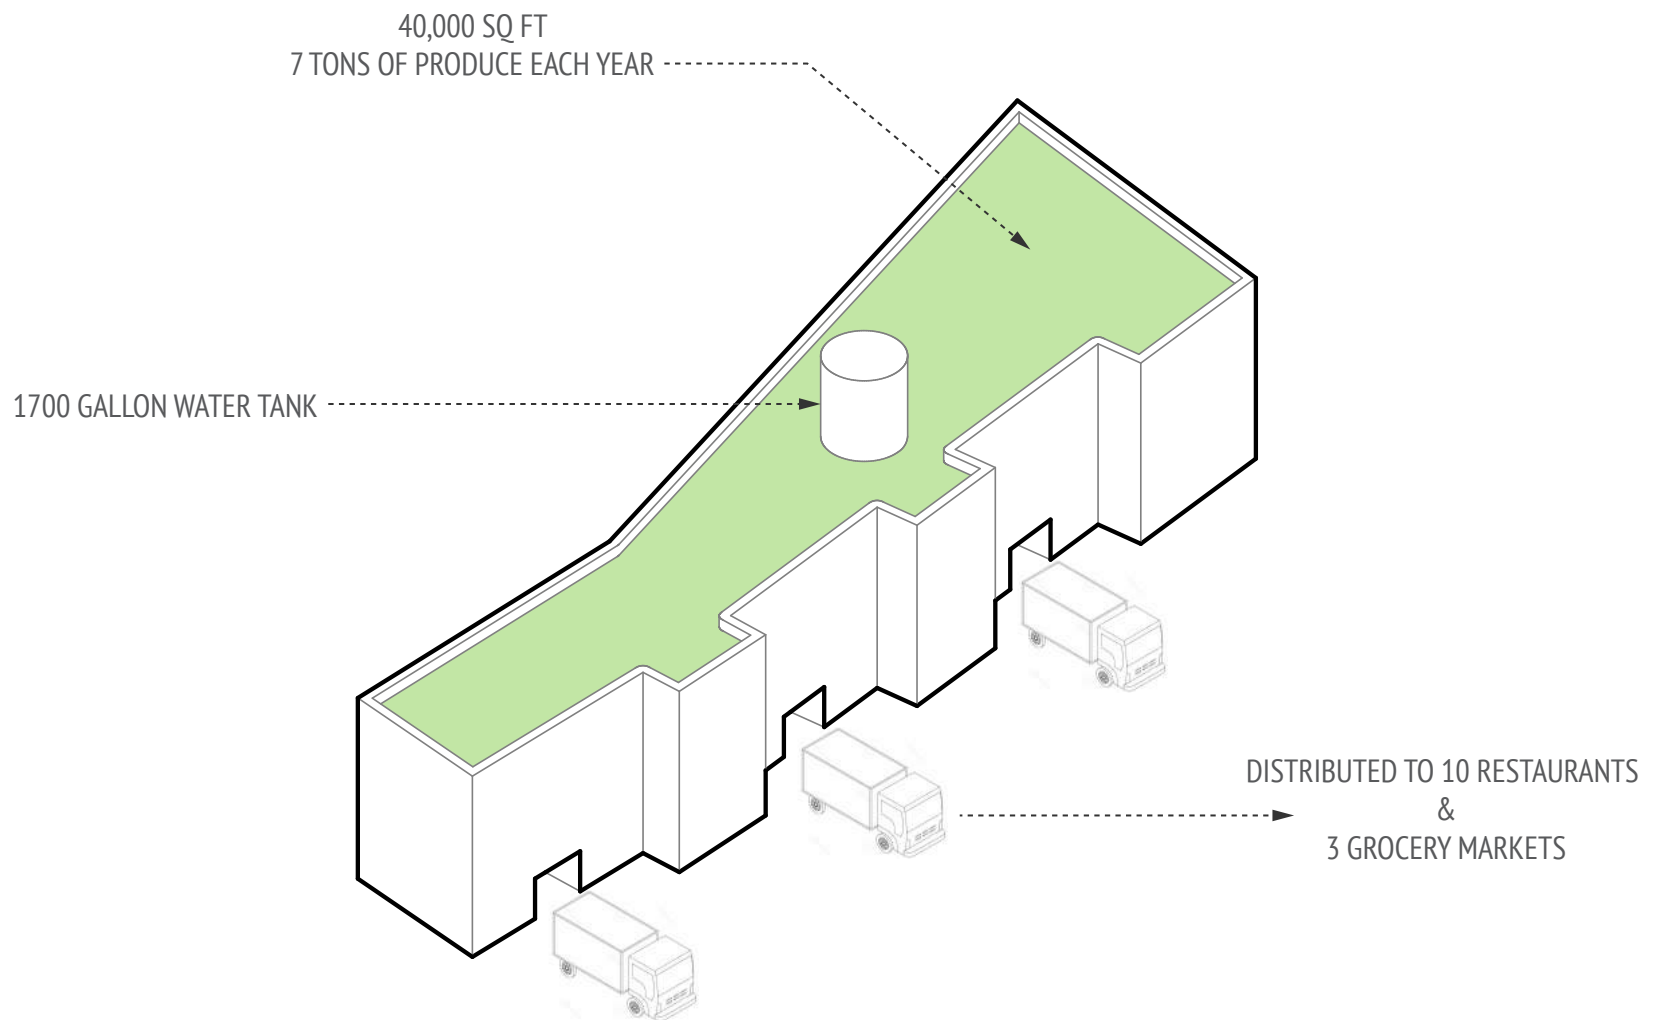 40,000 SQ FT
7 TONS OF PRODUCE EACH YEAR
1700 GALLON WATER TANK
DISTRIBUTED TO 10 RESTAURANTS
&
3 GROCERY MARKETS